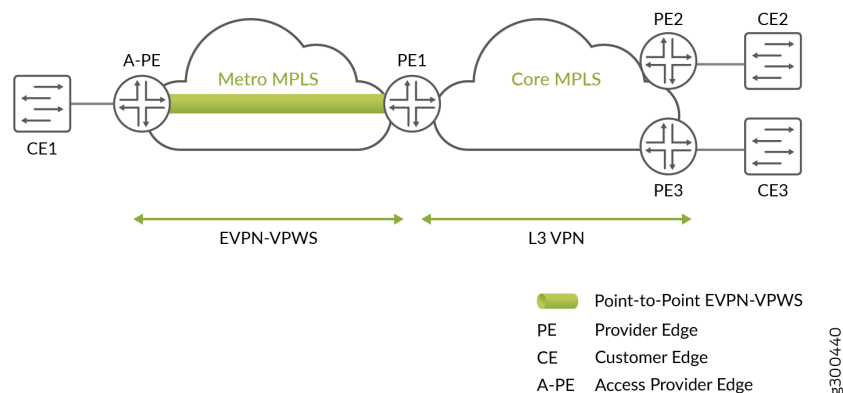 PE2
CE2
A-PE
PE1
Metro MPLS
Core MPLS
CE1
PE3
CE3
EVPN-VPWS
L3 VPN
Point-to-Point EVPN-VPWS
PE Provider Edge
CE Customer Edge
A-PE Access Provider Edge
g300440